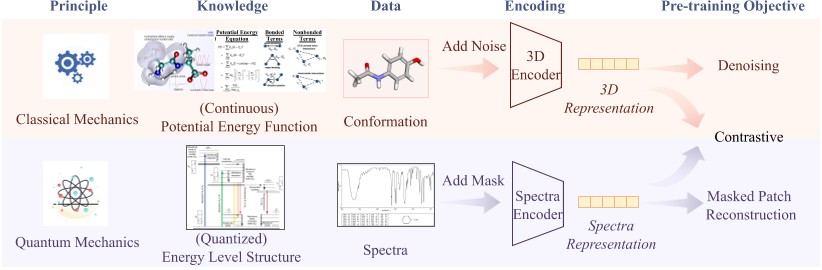 Principle Knowledge Data Encoding Pre-training Objective
Potential Energy Equation
Bonded Terms
Nonbonded Terms
Classical Mechanics
(Continuous)
Potential Energy Function
Conformation
Add Noise
3D
Encoder
3D
Representation
Denoising
Contrastive
Quantum Mechanics
(Quantized)
Energy Level Structure
Spectra
Add Mask
Spectra
Encoder
Spectra
Representation
Masked Patch
Reconstruction